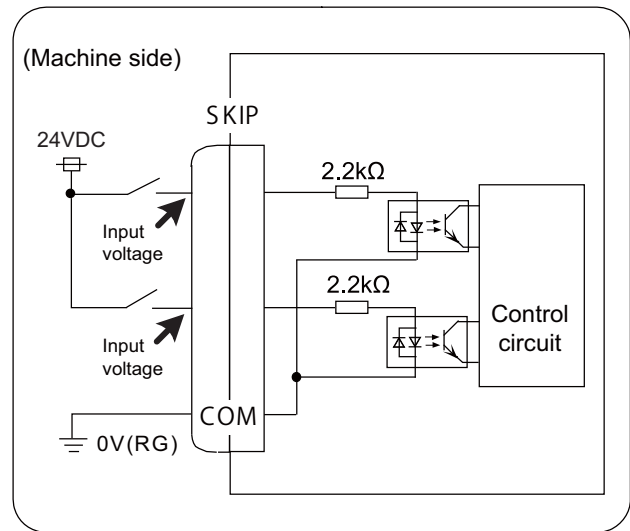 (Machine side)
SKIP
24VDC
2.2kΩ
Input
voltage
2.2kΩ
Control
circuit
Input
voltage
COM
0V(RG)